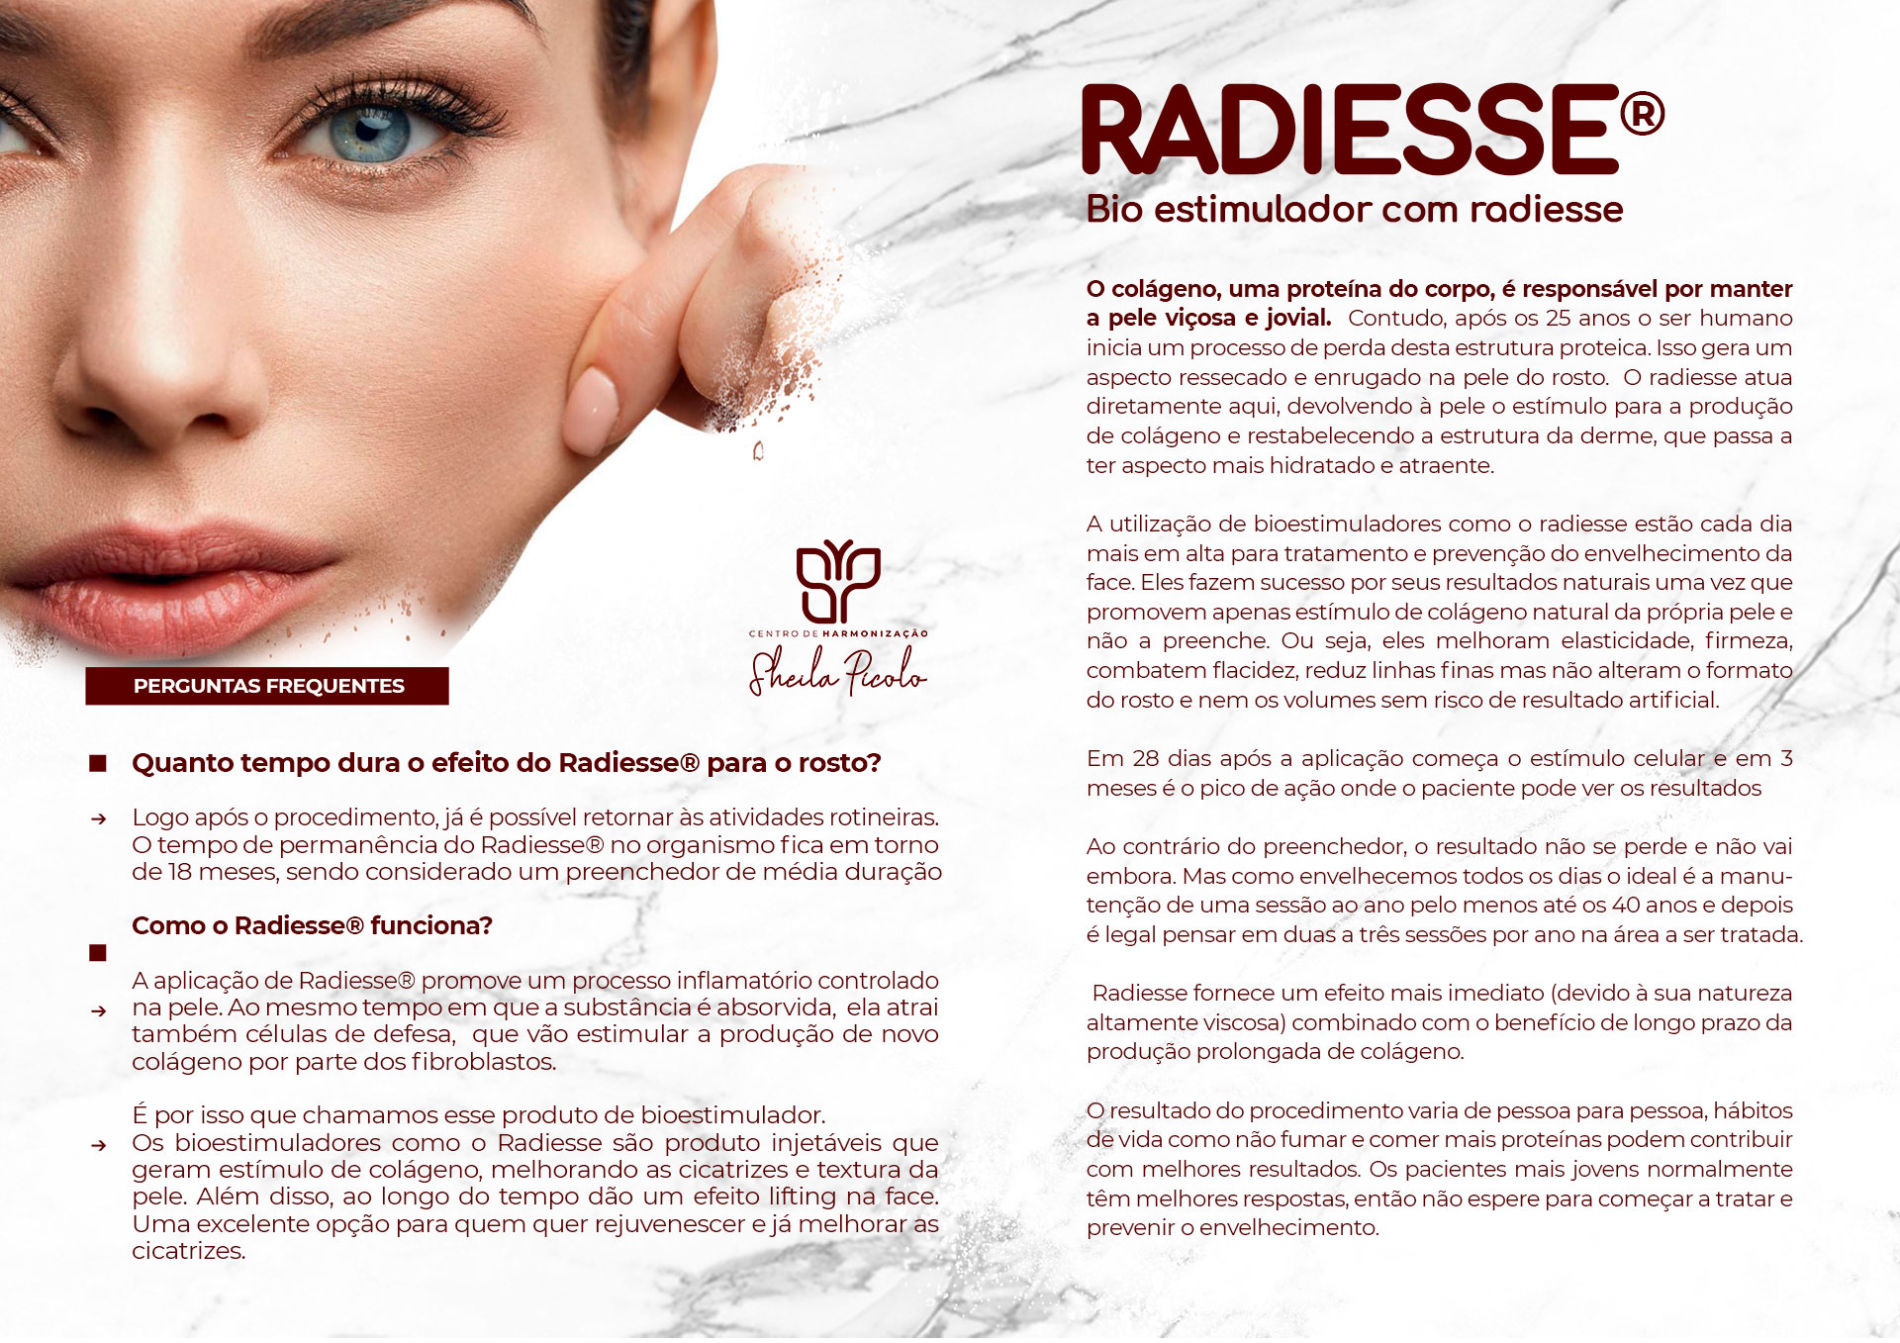 CENTRO DE HARMONIZAÇÃO
Sheila Picolo
PERGUNTAS FREQUENTES
Quanto tempo dura o efeito do Radiesse® para o rosto?
Logo após o procedimento, já é possível retornar às atividades rotineiras.
O tempo de permanência do Radiesse® no organismo fica em torno
de 18 meses, sendo considerado um preenchedor de média duração
Como o Radiesse® funciona?
A aplicação de Radiesse® promove um processo inflamatório controlado
na pele. Ao mesmo tempo em que a substância é absorvida, ela atrai
também células de defesa, que vão estimular a produção de novo
colágeno por parte dos fibroblastos.
É por isso que chamamos esse produto de bioestimulador.
Os bioestimuladores como o Radiesse são produto injetáveis que
geram estímulo de colágeno, melhorando as cicatrizes e textura da
pele. Além disso, ao longo do tempo dão um efeito lifting na face.
Uma excelente opção para quem quer rejuvenescer e já melhorar as
cicatrizes.
RADIESSE®
Bio estimulador com radiesse
O colágeno, uma proteína do corpo, é responsável por manter
a pele viçosa e jovial. Contudo, após os 25 anos o ser humano
inicia um processo de perda desta estrutura proteica. Isso gera um
aspecto ressecado e enrugado na pele do rosto. O radiesse atua
diretamente aqui, devolvendo à pele o estímulo para a produção
de colágeno e restabelecendo a estrutura da derme, que passa a
ter aspecto mais hidratado e atraente.
A utilização de bioestimuladores como o radiesse estão cada dia
mais em alta para tratamento e prevenção do envelhecimento da
face. Eles fazem sucesso por seus resultados naturais uma vez que
promovem apenas estímulo de colágeno natural da própria pele e
não a preenche. Ou seja, eles melhoram elasticidade, firmeza,
combatem flacidez, reduz linhas finas mas não alteram o formato
do rosto e nem os volumes sem risco de resultado artificial.
Em 28 dias após a aplicação começa o estímulo celular e em 3
meses é o pico de ação onde o paciente pode ver os resultados
Ao contrário do preenchedor, o resultado não se perde e não vai
embora. Mas como envelhecemos todos os dias o ideal é a manu-
tenção de uma sessão ao ano pelo menos até os 40 anos e depois
é legal pensar em duas a três sessões por ano na área a ser tratada.
Radiesse fornece um efeito mais imediato (devido à sua natureza
altamente viscosa) combinado com o benefício de longo prazo da
produção prolongada de colágeno.
O resultado do procedimento varia de pessoa para pessoa, hábitos
de vida como não fumar e comer mais proteínas podem contribuir
com melhores resultados. Os pacientes mais jovens normalmente
têm melhores respostas, então não espere para começar a tratar e
prevenir o envelhecimento.